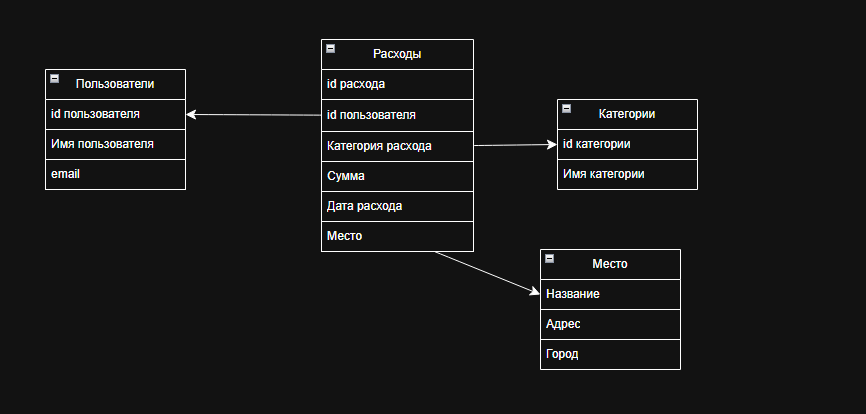 Пользователи
id пользователя
Имя пользователя
email
Расходы
id расхода
id пользователя
Категория расхода
Сумма
Дата расхода
Место
Категории
id категории
Имя категории
Место
Название
Адрес
Город